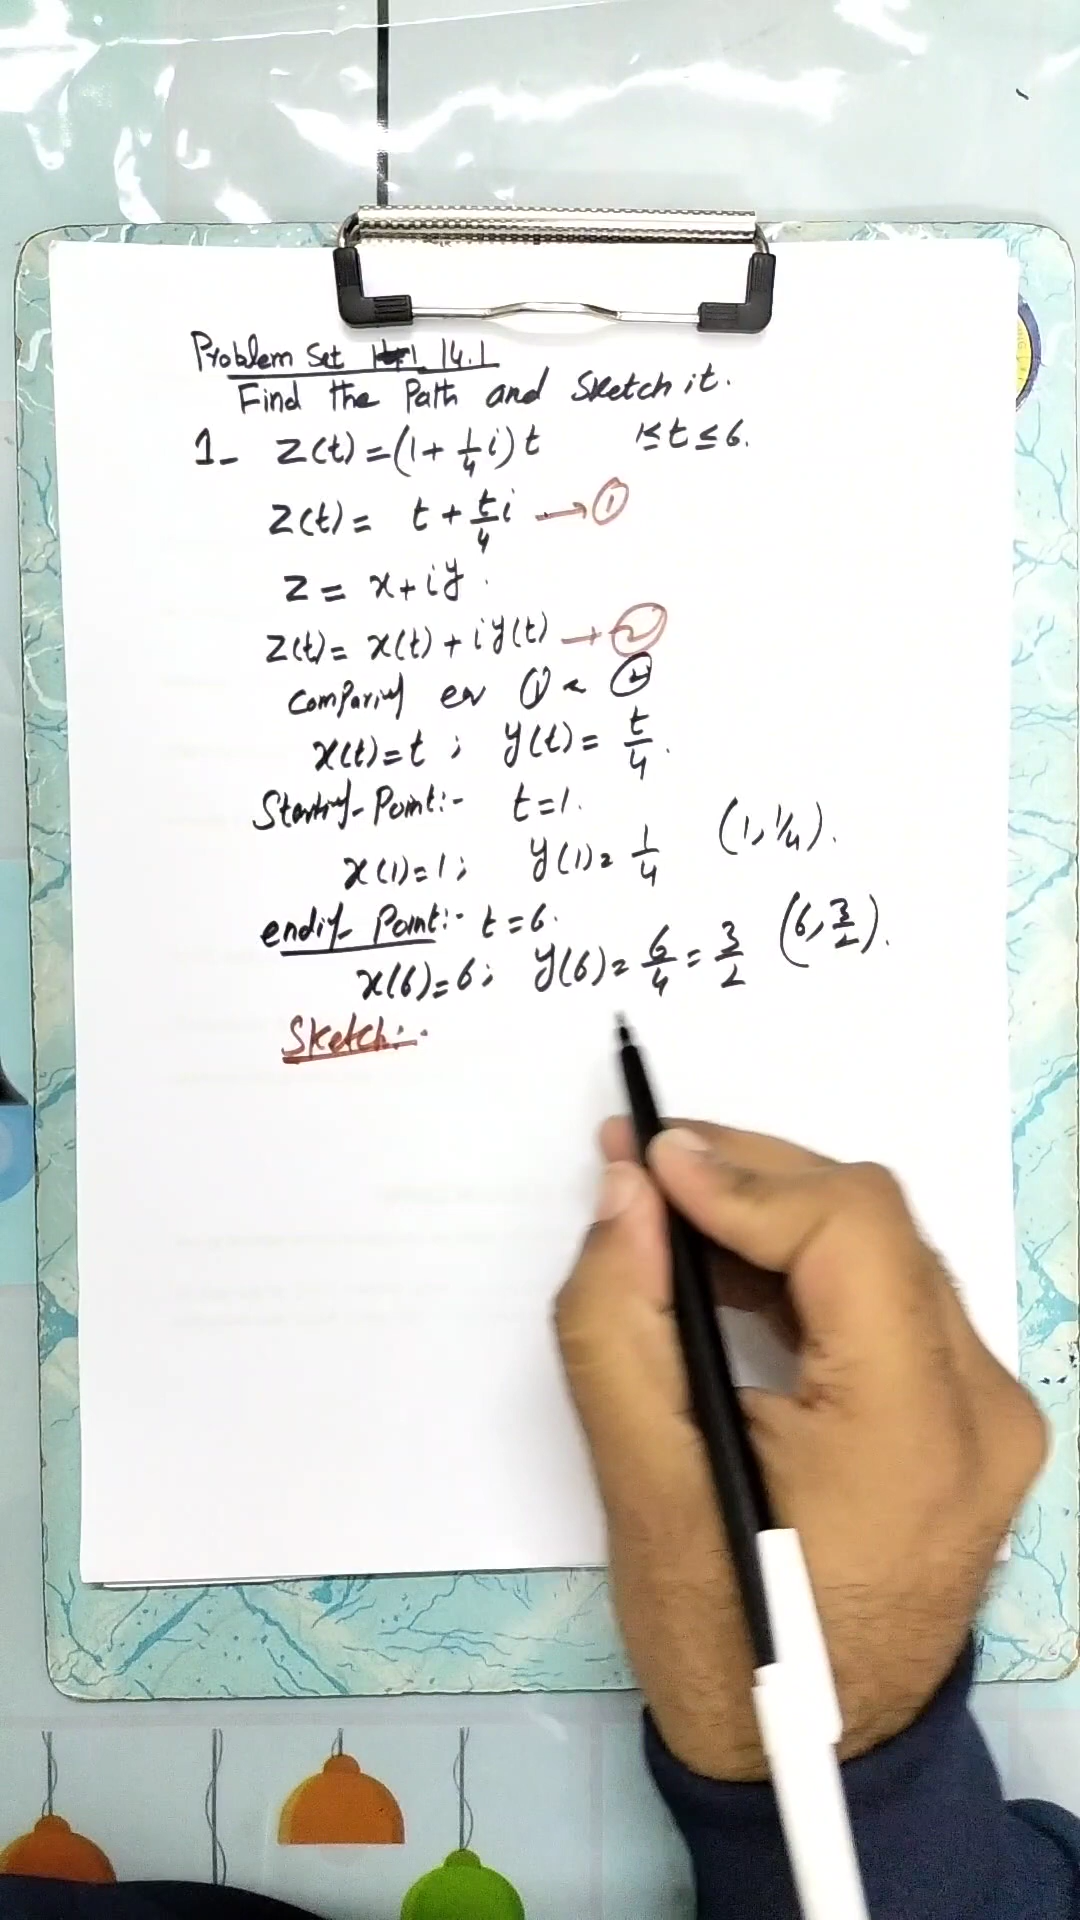 Problem Set 14.1
Find the Path and Sketch it.
1- z(t)=(1+1/4 i)t 1≤t≤6.
z(t)= t+t/4 i → ①
z = x+iy.
z(t)= x(t)+iy(t) → ②
Comparing ① ②
x(t)=t ; y(t)= t/4.
Starting Point:- t=1.
x(1)=1; y(1)= 1/4 (1, 1/4).
ending Point:- t=6.
x(6)=6; y(6)= 6/4 = 3/2 (6, 3/2).
Sketch:-